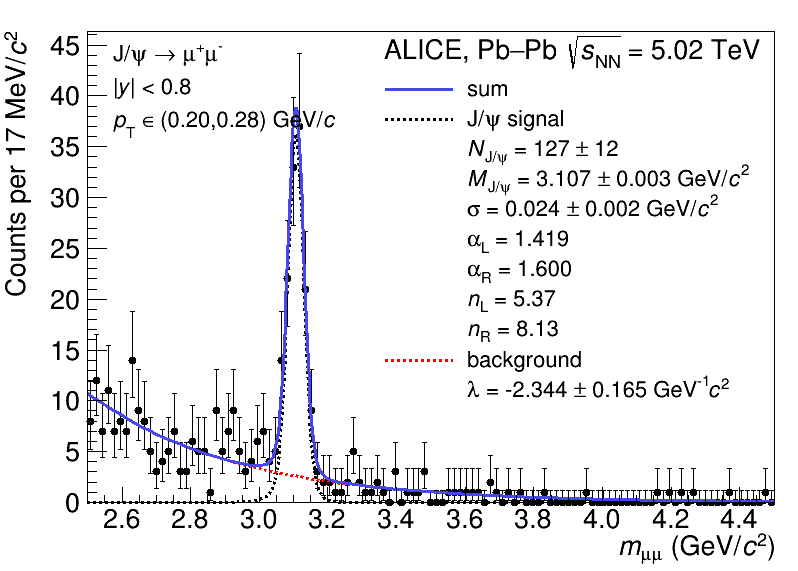 Counts per 17 MeV/c²
45
40
35
30
25
20
15
10
5
0
J/ψ → μ⁺μ⁻
|y| < 0.8
p_T ∈ (0.20,0.28) GeV/c
ALICE, Pb–Pb √s_NN = 5.02 TeV
sum
J/ψ signal
N_J/ψ = 127 ± 12
M_J/ψ = 3.107 ± 0.003 GeV/c²
σ = 0.024 ± 0.002 GeV/c²
α_L = 1.419
α_R = 1.600
n_L = 5.37
n_R = 8.13
background
λ = -2.344 ± 0.165 GeV⁻¹c²
2.6 2.8 3.0 3.2 3.4 3.6 3.8 4.0 4.2 4.4
m_μμ (GeV/c²)